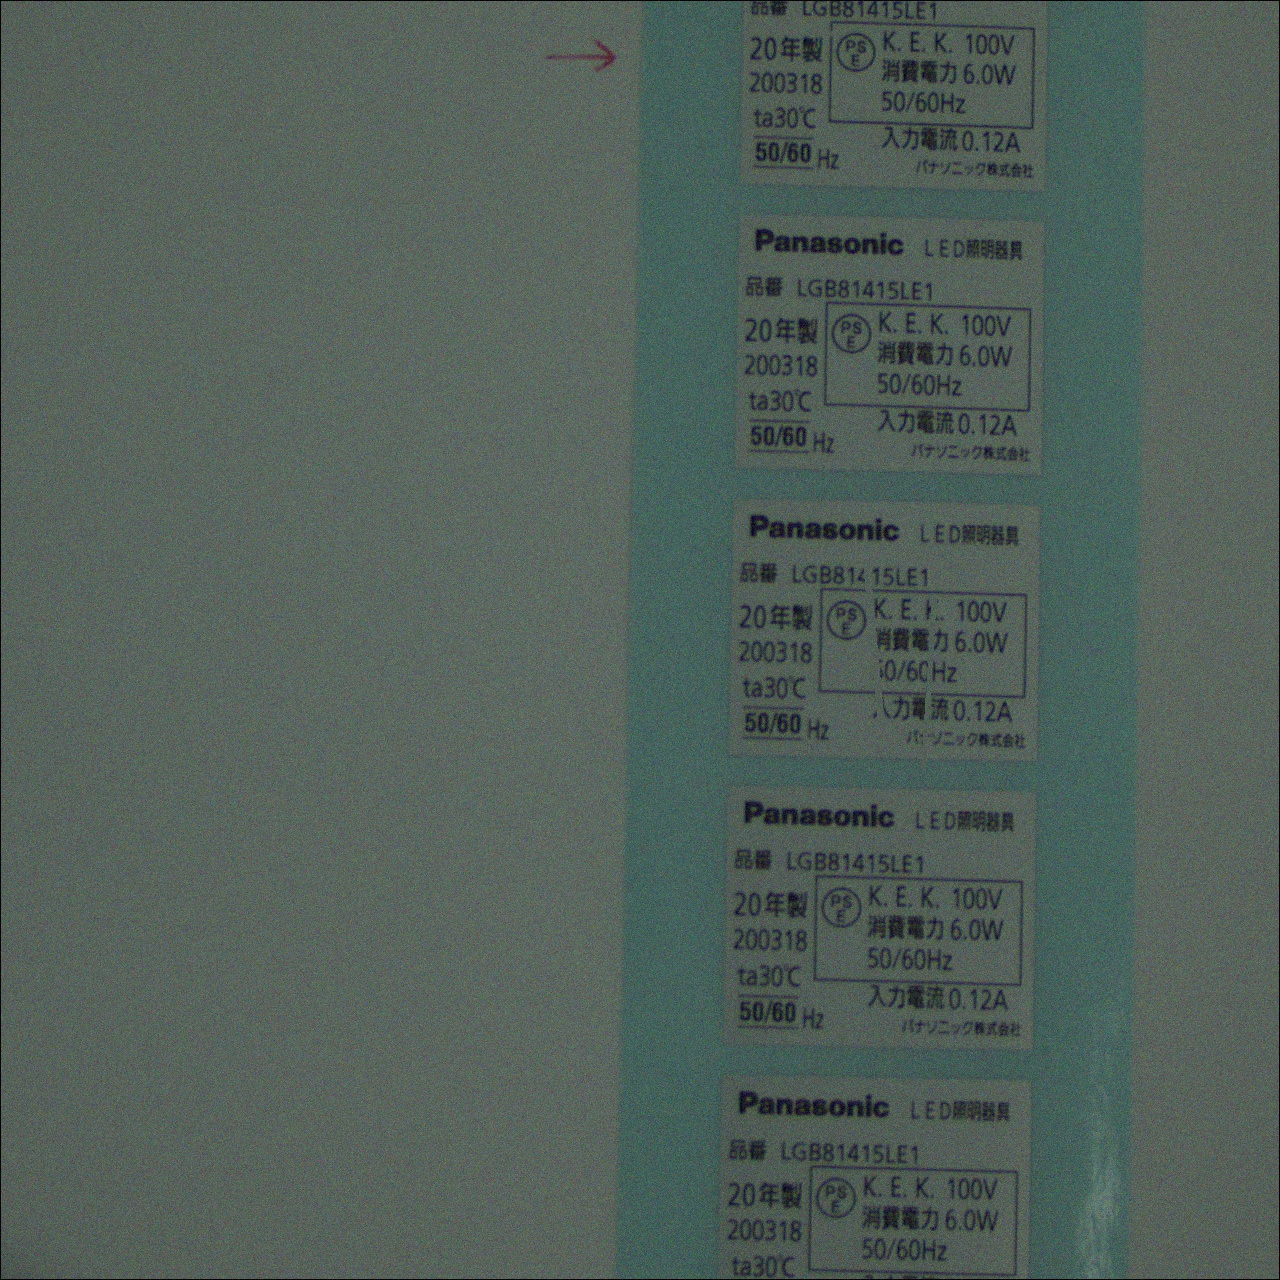 品番 LGB81415LE1
20年製 PSE K. E. K. 100V
200318 消費電力 6.0W
50/60Hz
ta30℃
入力電流 0.12A
50/60 Hz
パナソニック株式会社
Panasonic LED照明器具
品番 LGB81415LE1
20年製 PSE K. E. K. 100V
200318 消費電力 6.0W
50/60Hz
ta30℃
入力電流 0.12A
50/60 Hz
パナソニック株式会社
Panasonic LED照明器具
品番 LGB81415LE1
20年製 PSE K. E. 100V
200318 費電力 6.0W
0/60Hz
ta30℃
力電流 0.12A
50/60 Hz
ソニック株式会社
Panasonic LED照明器具
品番 LGB81415LE1
20年製 PSE K. E. K. 100V
200318 消費電力 6.0W
50/60Hz
ta30℃
入力電流 0.12A
50/60 Hz
パナソニック株式会社
Panasonic LED照明器具
品番 LGB81415LE1
20年製 PSE K. E. K. 100V
200318 消費電力 6.0W
50/60Hz
ta30℃